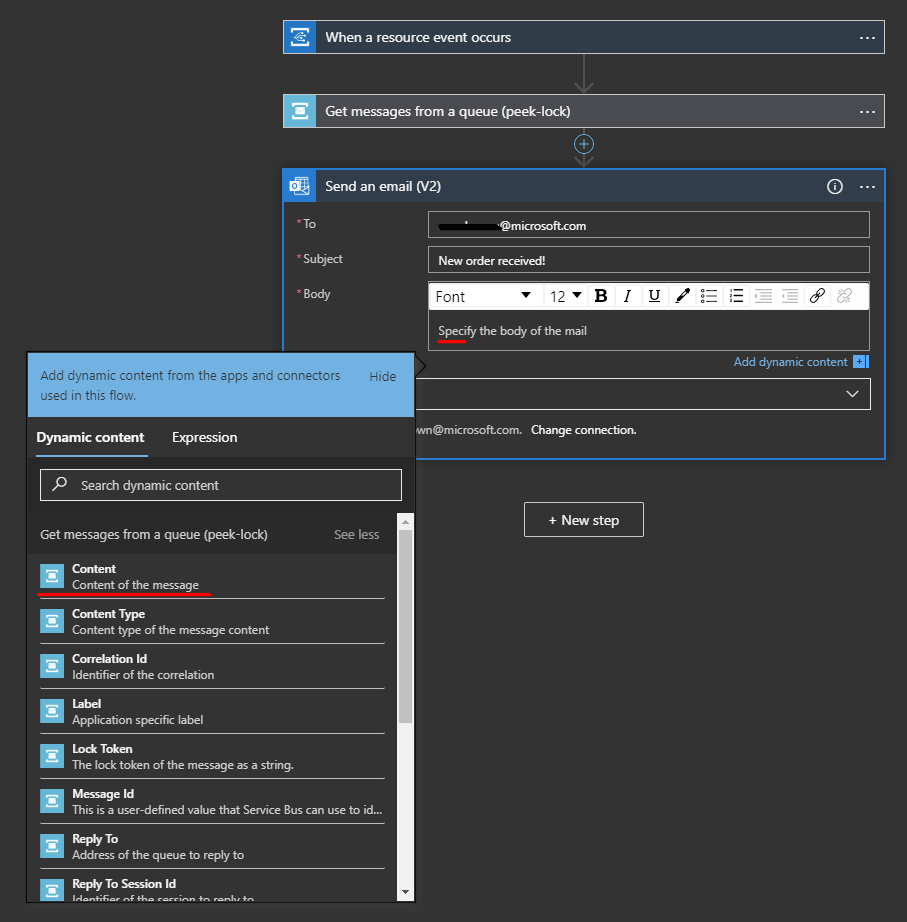 When a resource event occurs
Get messages from a queue (peek-lock)
Send an email (V2)
*To
@microsoft.com
*Subject
New order received!
*Body
Font
12
B
I
U
Specify the body of the mail
Add dynamic content
Add dynamic content from the apps and connectors
used in this flow.
Hide
own@microsoft.com. Change connection.
Dynamic content
Expression
Search dynamic content
+ New step
Get messages from a queue (peek-lock)
See less
Content
Content of the message
Content Type
Content type of the message content
Correlation Id
Identifier of the correlation
Label
Application specific label
Lock Token
The lock token of the message as a string.
Message Id
This is a user-defined value that Service Bus can use to id...
Reply To
Address of the queue to reply to
Reply To Session Id
Identifier of the session to reply to